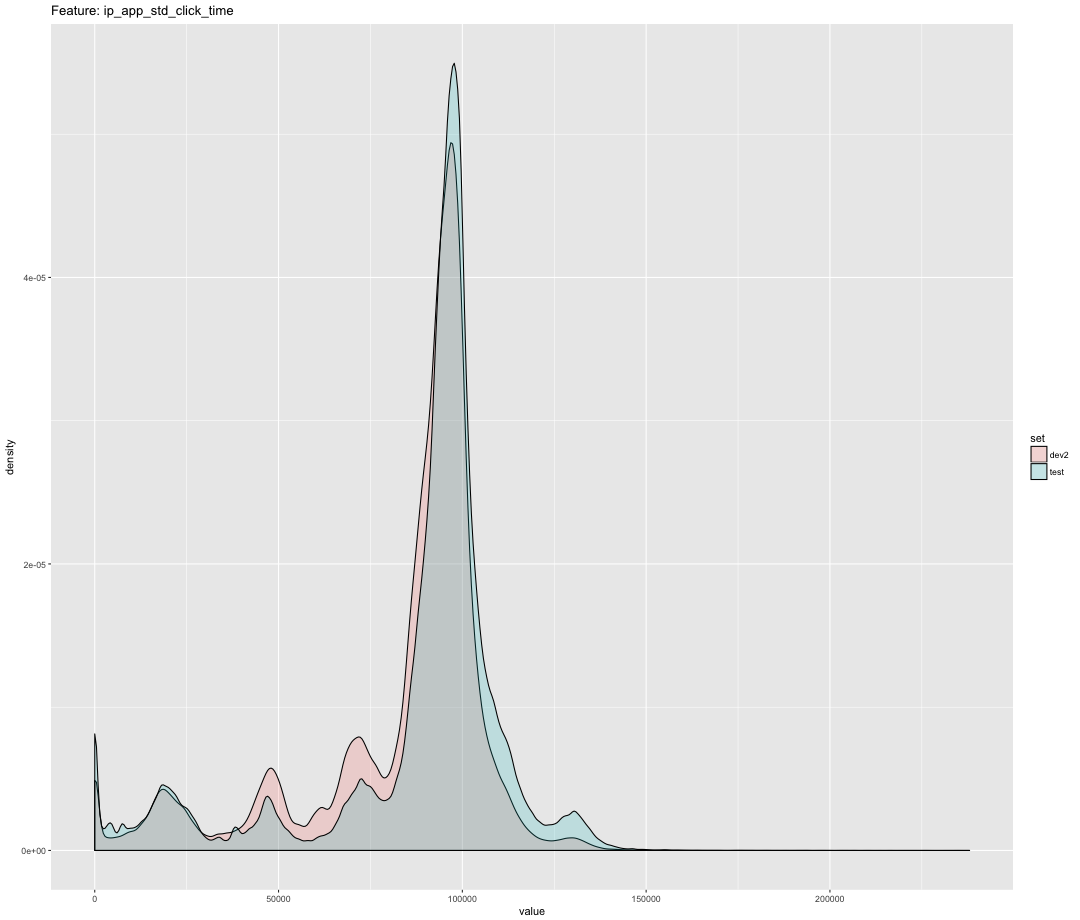 Feature: ip_app_std_click_time
density
4e-05
2e-05
0e+00
0
50000
100000
150000
200000
value
set
dev2
test